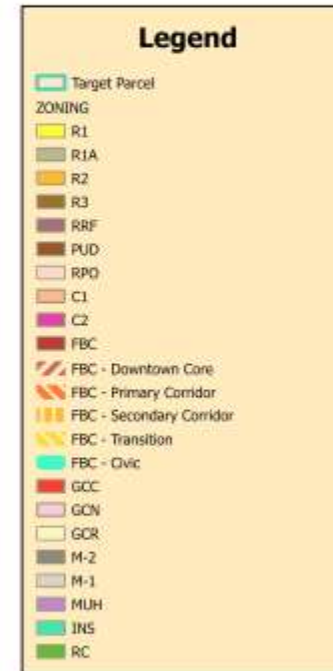 Legend
Target Parcel
ZONING
R1
R1A
R2
R3
RRF
PUD
RPO
C1
C2
FBC
FBC - Downtown Core
FBC - Primary Corridor
FBC - Secondary Corridor
FBC - Transition
FBC - Civic
GCC
GCN
GCR
M-2
M-1
MUH
INS
RC